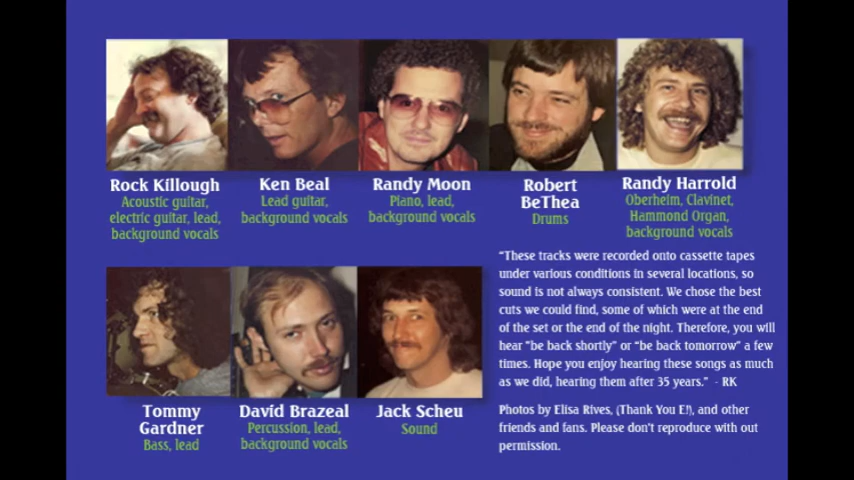 Rock Killough
Acoustic guitar,
electric guitar, lead,
background vocals
Ken Beal
Lead guitar,
background vocals
Randy Moon
Piano, lead,
background vocals
Robert
BeThea
Drums
Randy Harrold
Oberheim, Clavinet,
Hammond Organ,
background vocals
Tommy
Gardner
Bass, lead
David Brazeal
Percussion, lead,
background vocals
Jack Scheu
Sound
“These tracks were recorded onto cassette tapes
under various conditions in several locations, so
sound is not always consistent. We chose the best
cuts we could find, some of which were at the end
of the set or the end of the night. Therefore, you will
hear “be back shortly” or “be back tomorrow” a few
times. Hope you enjoy hearing these songs as much
as we did, hearing them after 35 years.” - RK
Photos by Elisa Rives, (Thank You E!), and other
friends and fans. Please don't reproduce with out
permission.